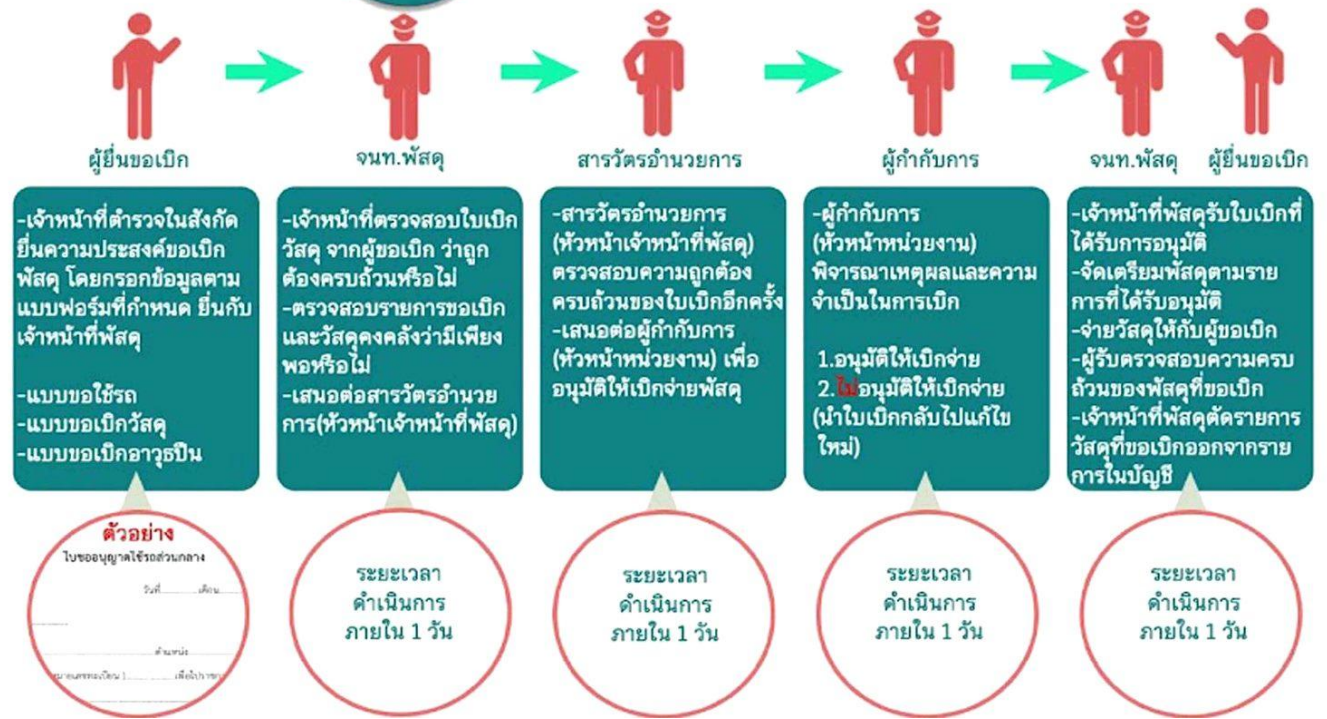 ผู้ยื่นขอเบิก
จนท.พัสดุ
สารวัตรอำนวยการ
ผู้กำกับการ
จนท.พัสดุ
ผู้ยื่นขอเบิก
-เจ้าหน้าที่ตำรวจในสังกัด
ยื่นความประสงค์ขอเบิก
พัสดุ โดยกรอกข้อมูลตาม
แบบฟอร์มที่กำหนด ยื่นกับ
เจ้าหน้าที่พัสดุ
-แบบขอใช้รถ
-แบบขอเบิกวัสดุ
-แบบขอเบิกอาวุธปืน
-เจ้าหน้าที่ตรวจสอบใบเบิก
วัสดุ จากผู้ขอเบิก ว่าถูก
ต้องครบถ้วนหรือไม่
-ตรวจสอบรายการขอเบิก
และวัสดุคงคลังว่ามีเพียง
พอหรือไม่
-เสนอต่อสารวัตรอำนวย
การ(หัวหน้าเจ้าหน้าที่พัสดุ)
-สารวัตรอำนวยการ
(หัวหน้าเจ้าหน้าที่พัสดุ)
ตรวจสอบความถูกต้อง
ครบถ้วนของใบเบิกอีกครั้ง
-เสนอต่อผู้กำกับการ
(หัวหน้าหน่วยงาน) เพื่อ
อนุมัติให้เบิกจ่ายพัสดุ
-ผู้กำกับการ
(หัวหน้าหน่วยงาน)
พิจารณาเหตุผลและความ
จำเป็นในการเบิก
1.อนุมัติให้เบิกจ่าย
2.ไม่อนุมัติให้เบิกจ่าย
(นำใบเบิกกลับไปแก้ไข
ใหม่)
-เจ้าหน้าที่พัสดุรับใบเบิกที่
ได้รับการอนุมัติ
-จัดเตรียมพัสดุตามราย
การที่ได้รับอนุมัติ
-จ่ายวัสดุให้กับผู้ขอเบิก
-ผู้รับตรวจสอบความครบ
ถ้วนของพัสดุที่ขอเบิก
-เจ้าหน้าที่พัสดุตัดรายการ
วัสดุที่ขอเบิกออกจากราย
การในบัญชี
ตัวอย่าง
ใบขออนุญาตใช้รถส่วนกลาง
วันที่ เดือน
ตำแหน่ง
ระยะเวลา
ดำเนินการ
ภายใน 1 วัน
ระยะเวลา
ดำเนินการ
ภายใน 1 วัน
ระยะเวลา
ดำเนินการ
ภายใน 1 วัน
ระยะเวลา
ดำเนินการ
ภายใน 1 วัน